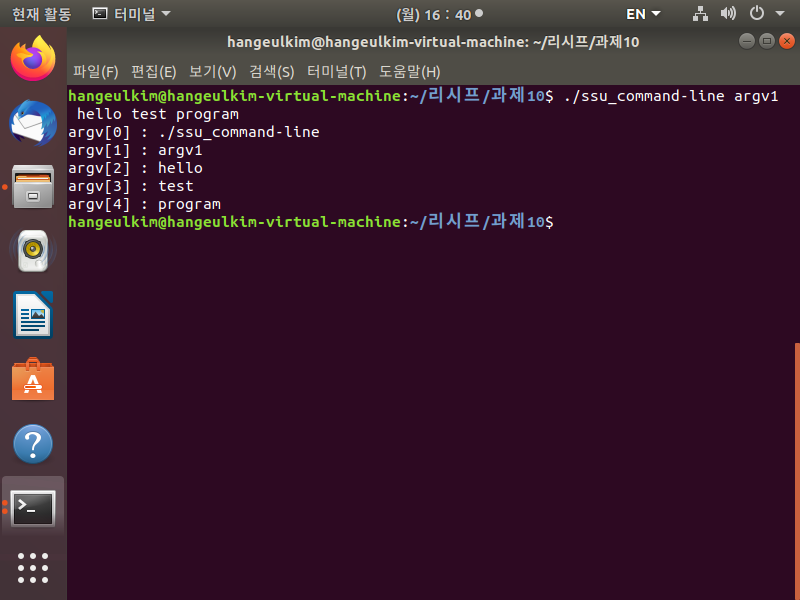 현재 활동 터미널 (월) 16 : 40 EN
hangeulkim@hangeulkim-virtual-machine: ~/리시프/과제10
파일(F) 편집(E) 보기(V) 검색(S) 터미널(T) 도움말(H)
hangeulkim@hangeulkim-virtual-machine:~/리시프/과제10$ ./ssu_command-line argv1
hello test program
argv[0] : ./ssu_command-line
argv[1] : argv1
argv[2] : hello
argv[3] : test
argv[4] : program
hangeulkim@hangeulkim-virtual-machine:~/리시프/과제10$